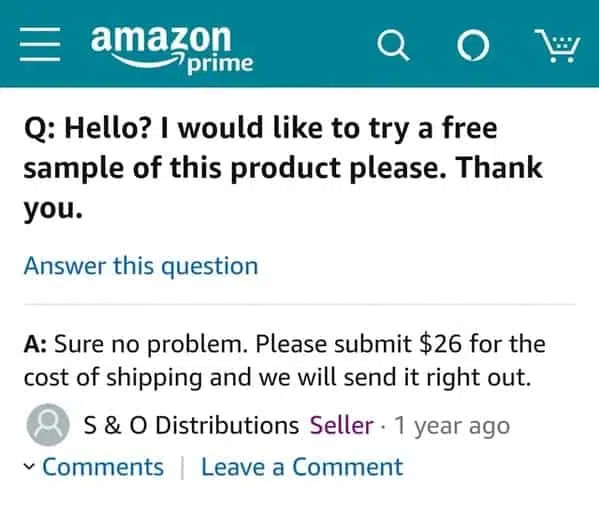 amazon
prime
Q: Hello? I would like to try a free
sample of this product please. Thank
you.
Answer this question
A: Sure no problem. Please submit $26 for the
cost of shipping and we will send it right out.
S & O Distributions Seller · 1 year ago
Comments | Leave a Comment